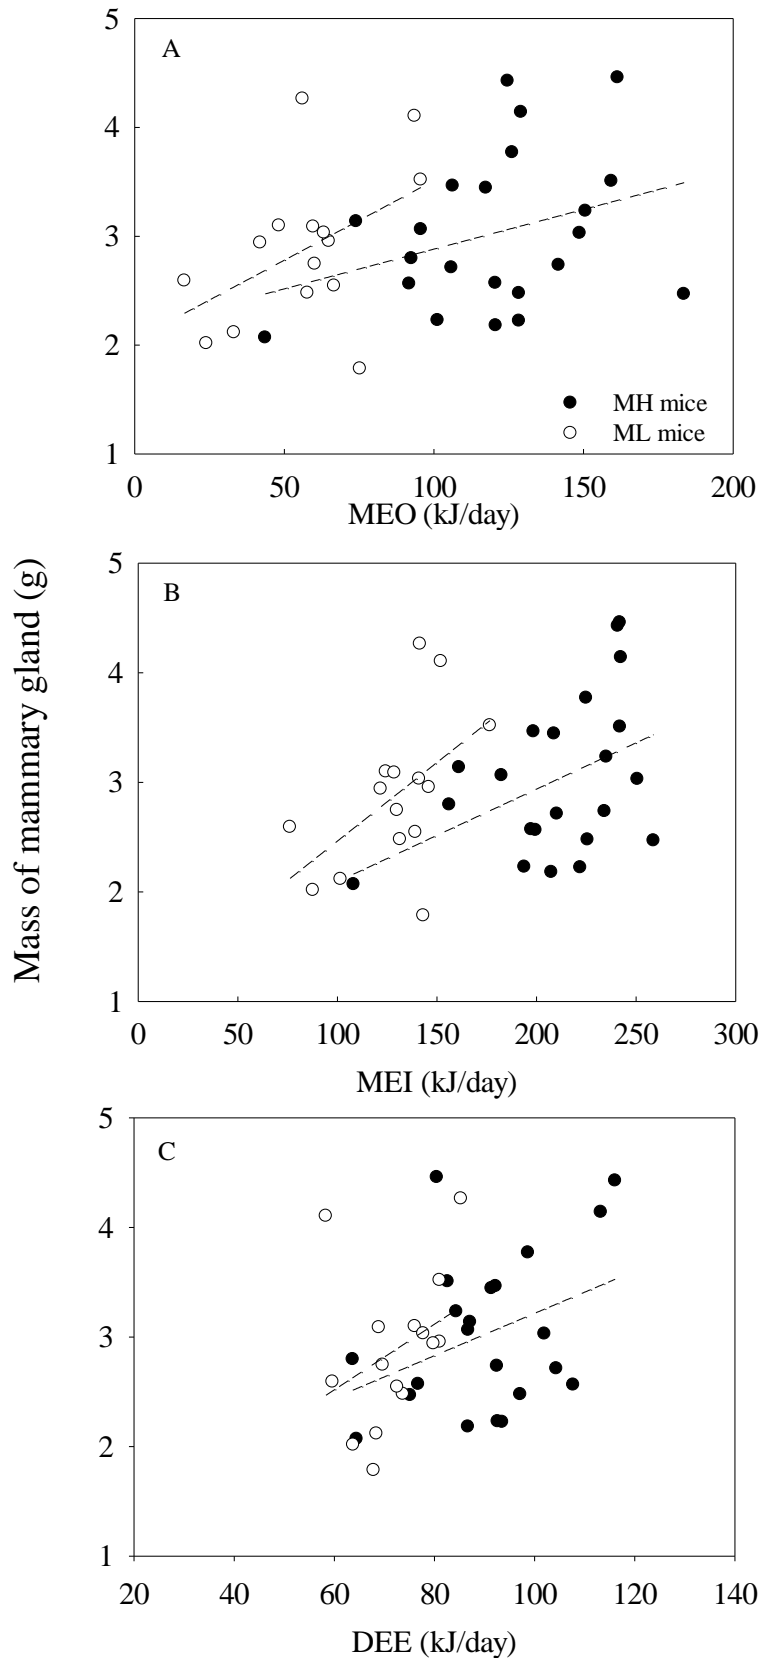 5
A
4
3
2
MH mice
ML mice
1
0 50 100 150 200
MEO (kJ/day)
Mass of mammary gland (g)
5
B
4
3
2
1
0 50 100 150 200 250 300
MEI (kJ/day)
5
C
4
3
2
1
20 40 60 80 100 120 140
DEE (kJ/day)